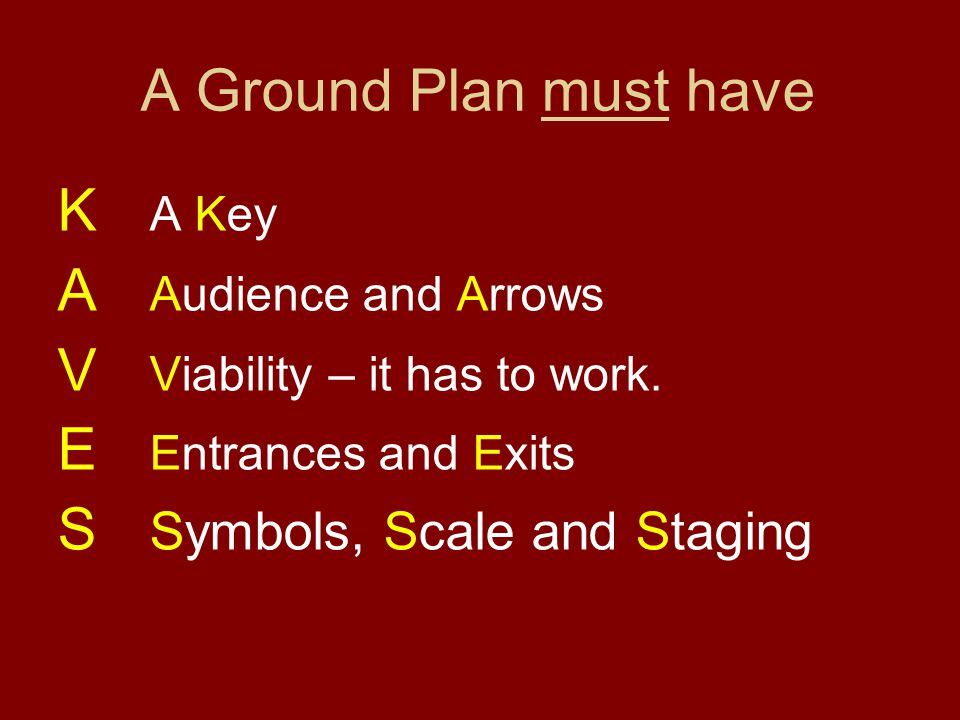 A Ground Plan must have
K A Key
A Audience and Arrows
V Viability – it has to work.
E Entrances and Exits
S Symbols, Scale and Staging